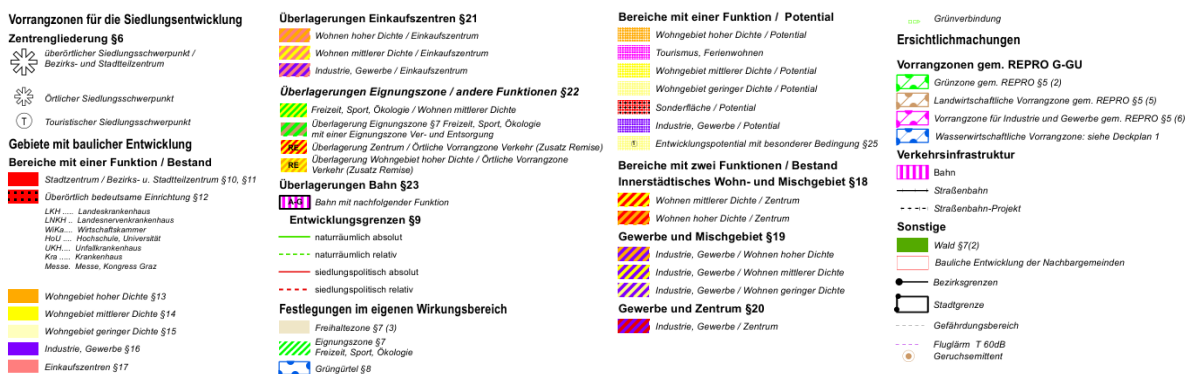 Vorrangzonen für die Siedlungsentwicklung
Zentrengliederung §6
überörtlicher Siedlungsschwerpunkt /
Bezirks- und Stadtteilzentrum
Örtlicher Siedlungsschwerpunkt
T
Touristischer Siedlungsschwerpunkt
Gebiete mit baulicher Entwicklung
Bereiche mit einer Funktion / Bestand
Stadtzentrum / Bezirks- u. Stadtteilzentrum §10, §11
Überörtlich bedeutsame Einrichtung §12
LKH ..... Landeskrankenhaus
LNKH .. Landesnervenkrankenhaus
WiKa.... Wirtschaftskammer
HoU .... Hochschule, Universität
UKH.... Unfallkrankenhaus
Kra ..... Krankenhaus
Messe. Messe, Kongress Graz
Wohngebiet hoher Dichte §13
Wohngebiet mittlerer Dichte §14
Wohngebiet geringer Dichte §15
Industrie, Gewerbe §16
Einkaufszentren §17
Überlagerungen Einkaufszentren §21
Wohnen hoher Dichte / Einkaufszentrum
Wohnen mittlerer Dichte / Einkaufszentrum
Industrie, Gewerbe / Einkaufszentrum
Überlagerungen Eignungszone / andere Funktionen §22
Freizeit, Sport, Ökologie / Wohnen mittlerer Dichte
Überlagerung Eignungszone §7 Freizeit, Sport, Ökologie
mit einer Eignungszone Ver- und Entsorgung
RE
Überlagerung Zentrum / Örtliche Vorrangzone Verkehr (Zusatz Remise)
RE
Überlagerung Wohngebiet hoher Dichte / Örtliche Vorrangzone
Verkehr (Zusatz Remise)
Überlagerungen Bahn §23
A-G
Bahn mit nachfolgender Funktion
Entwicklungsgrenzen §9
naturräumlich absolut
naturräumlich relativ
siedlungspolitisch absolut
siedlungspolitisch relativ
Festlegungen im eigenen Wirkungsbereich
Freihaltezone §7 (3)
Eignungszone §7
Freizeit, Sport, Ökologie
Grüngürtel §8
Bereiche mit einer Funktion / Potential
Wohngebiet hoher Dichte / Potential
Tourismus, Ferienwohnen
Wohngebiet mittlerer Dichte / Potential
Wohngebiet geringer Dichte / Potential
Sonderfläche / Potential
Industrie, Gewerbe / Potential
Entwicklungspotential mit besonderer Bedingung §25
Bereiche mit zwei Funktionen / Bestand
Innerstädtisches Wohn- und Mischgebiet §18
Wohnen mittlerer Dichte / Zentrum
Wohnen hoher Dichte / Zentrum
Gewerbe und Mischgebiet §19
Industrie, Gewerbe / Wohnen hoher Dichte
Industrie, Gewerbe / Wohnen mittlerer Dichte
Industrie, Gewerbe / Wohnen geringer Dichte
Gewerbe und Zentrum §20
Industrie, Gewerbe / Zentrum
Grünverbindung
Ersichtlichmachungen
Vorrangzonen gem. REPRO G-GU
Grünzone gem. REPRO §5 (2)
Landwirtschaftliche Vorrangzone gem. REPRO §5 (5)
Vorrangzone für Industrie und Gewerbe gem. REPRO §5 (6)
Wasserwirtschaftliche Vorrangzone: siehe Deckplan 1
Verkehrsinfrastruktur
Bahn
Straßenbahn
Straßenbahn-Projekt
Sonstige
Wald §7(2)
Bauliche Entwicklung der Nachbargemeinden
Bezirksgrenzen
Stadtgrenze
Gefährdungsbereich
Fluglärm T 60dB
Geruchsemittent